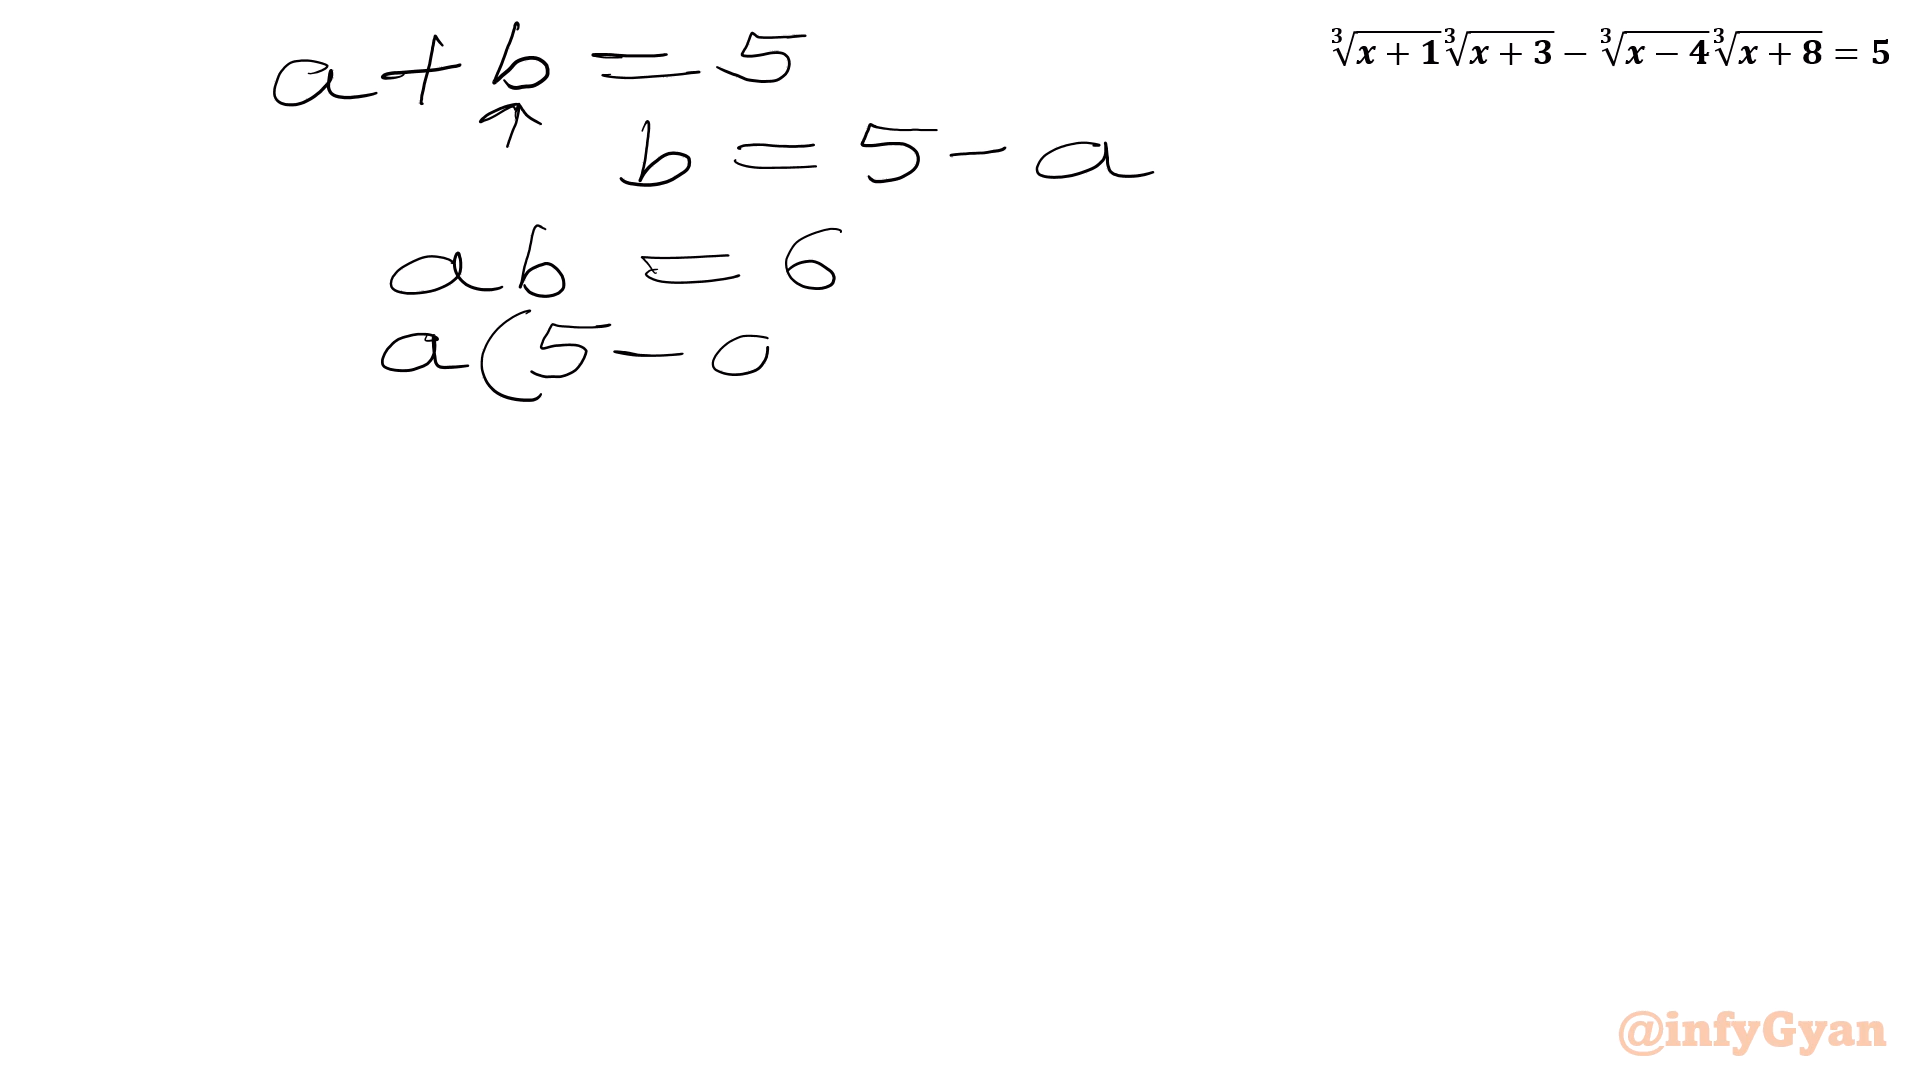 a + b = 5
∛(x + 1)∛(x + 3) − ∛(x − 4)∛(x + 8) = 5
b = 5 − a
ab = 6
a(5 −
@infyGyan